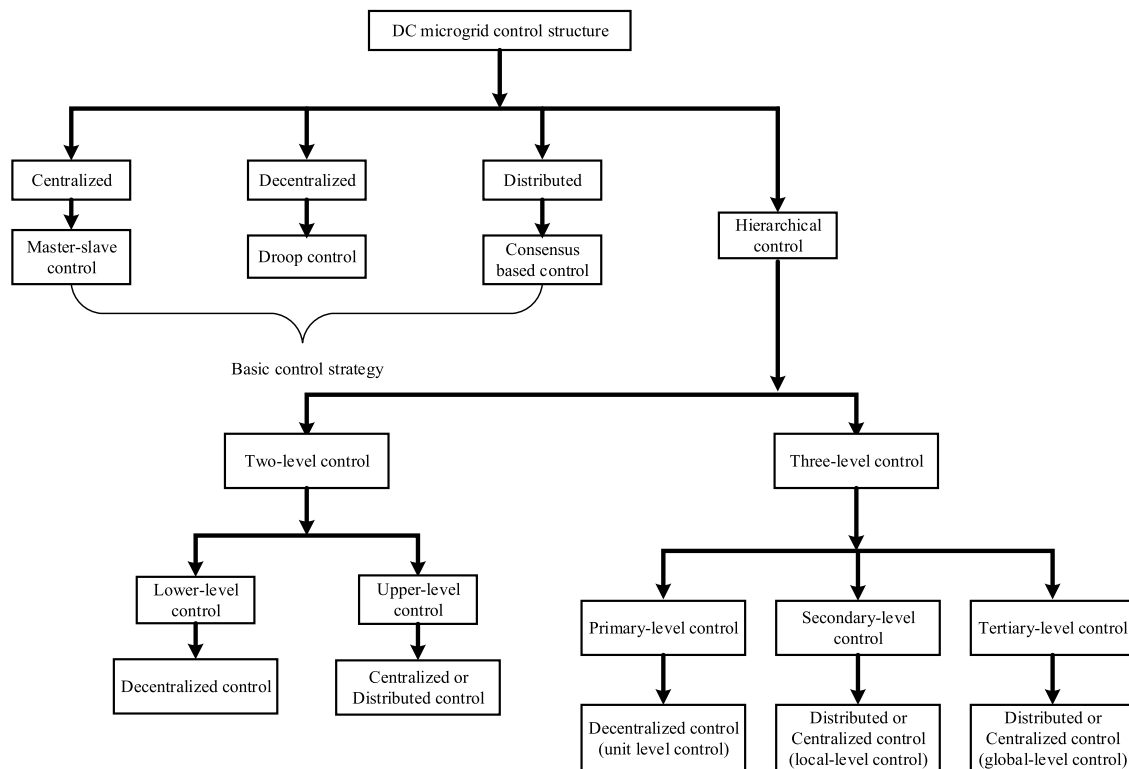 DC microgrid control structure
Centralized
Decentralized
Distributed
Hierarchical
control
Master-slave
control
Droop control
Consensus
based control
Basic control strategy
Two-level control
Three-level control
Lower-level
control
Upper-level
control
Primary-level control
Secondary-level
control
Tertiary-level control
Decentralized control
Centralized or
Distributed control
Decentralized control
(unit level control)
Distributed or
Centralized control
(local-level control)
Distributed or
Centralized control
(global-level control)